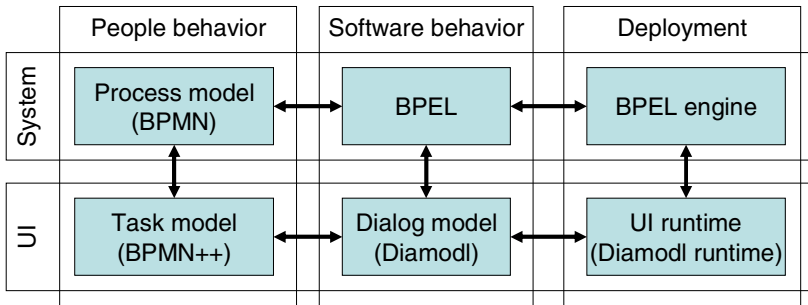 People behavior
Software behavior
Deployment
System
Process model
(BPMN)
BPEL
BPEL engine
UI
Task model
(BPMN++)
Dialog model
(Diamodl)
UI runtime
(Diamodl runtime)